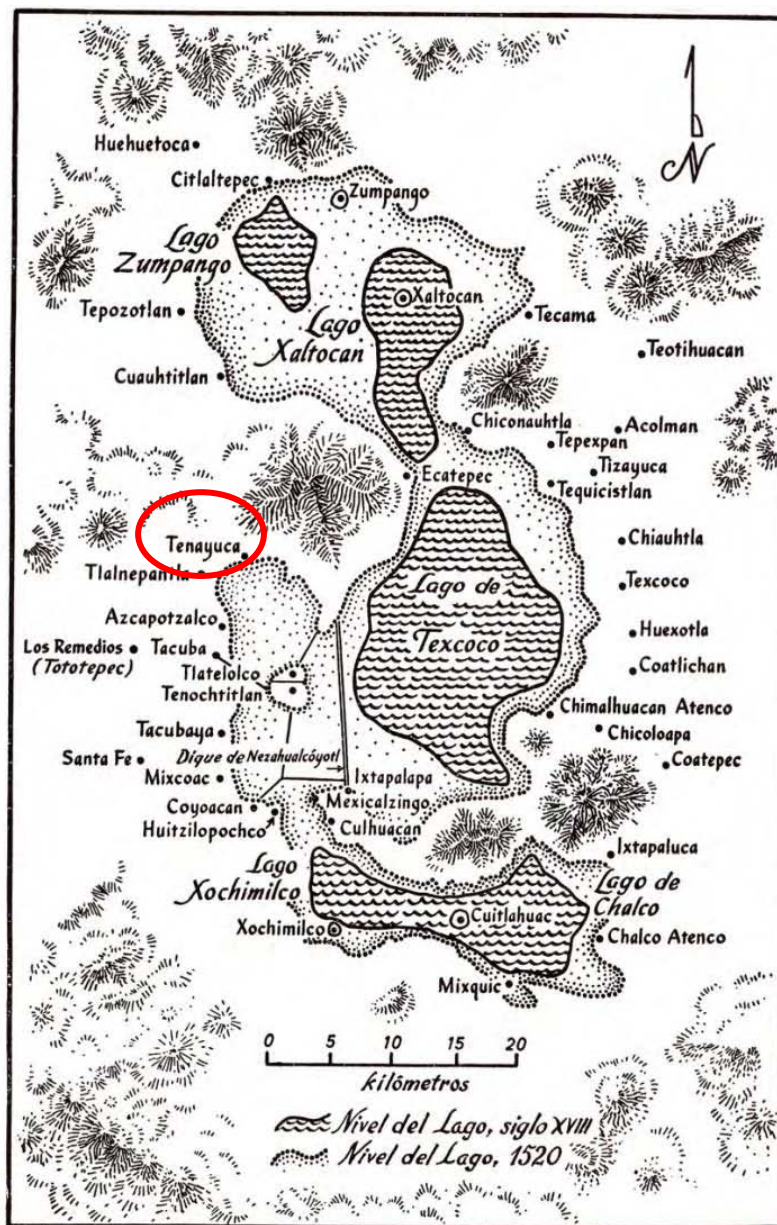 N
Huehuetoca
Citlaltepec
Zumpango
Lago
Zumpango
Xaltocan
Tepozotlan
Lago
Xaltocan
Tecama
Teotihuacan
Cuauhtitlan
Chiconauhtla
Acolman
Tepexpan
Tizayuca
Ecatepec
Tequicistlan
Tenayuca
Chiauhtla
Tlalnepantla
Lago de
Texcoco
Texcoco
Azcapotzalco
Huexotla
Los Remedios
(Tototepec)
Tacuba
Tlatelolco
Tenochtitlan
Coatlichan
Chimalhuacan Atenco
Tacubaya
Chicoloapa
Santa Fe
Dique de Nezahualcóyotl
Coatepec
Mixcoac
Ixtapalapa
Mexicalzingo
Coyoacan
Huitzilopochco
Culhuacan
Ixtapaluca
Lago
Xochimilco
Lago de
Chalco
Cuitlahuac
Xochimilco
Chalco Atenco
Mixquic
0 5 10 15 20
kilómetros
Nivel del Lago, siglo XVIII
Nivel del Lago, 1520